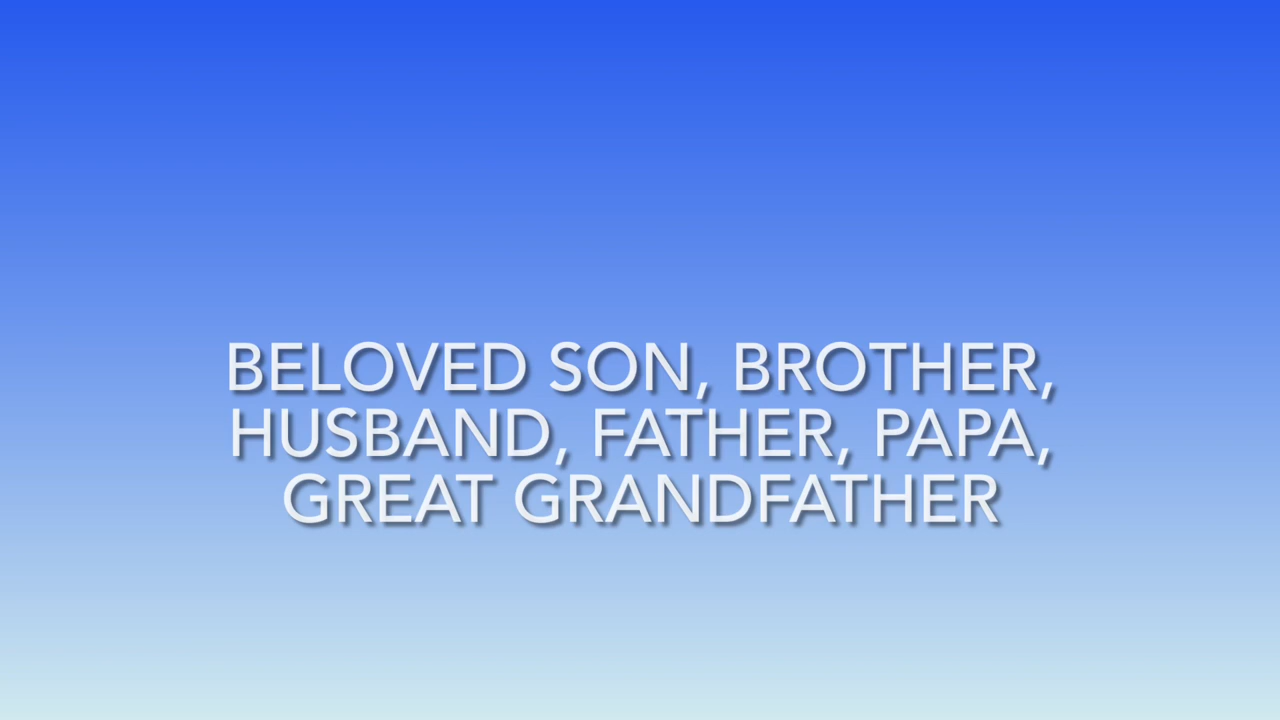 BELOVED SON, BROTHER,
HUSBAND, FATHER, PAPA,
GREAT GRANDFATHER